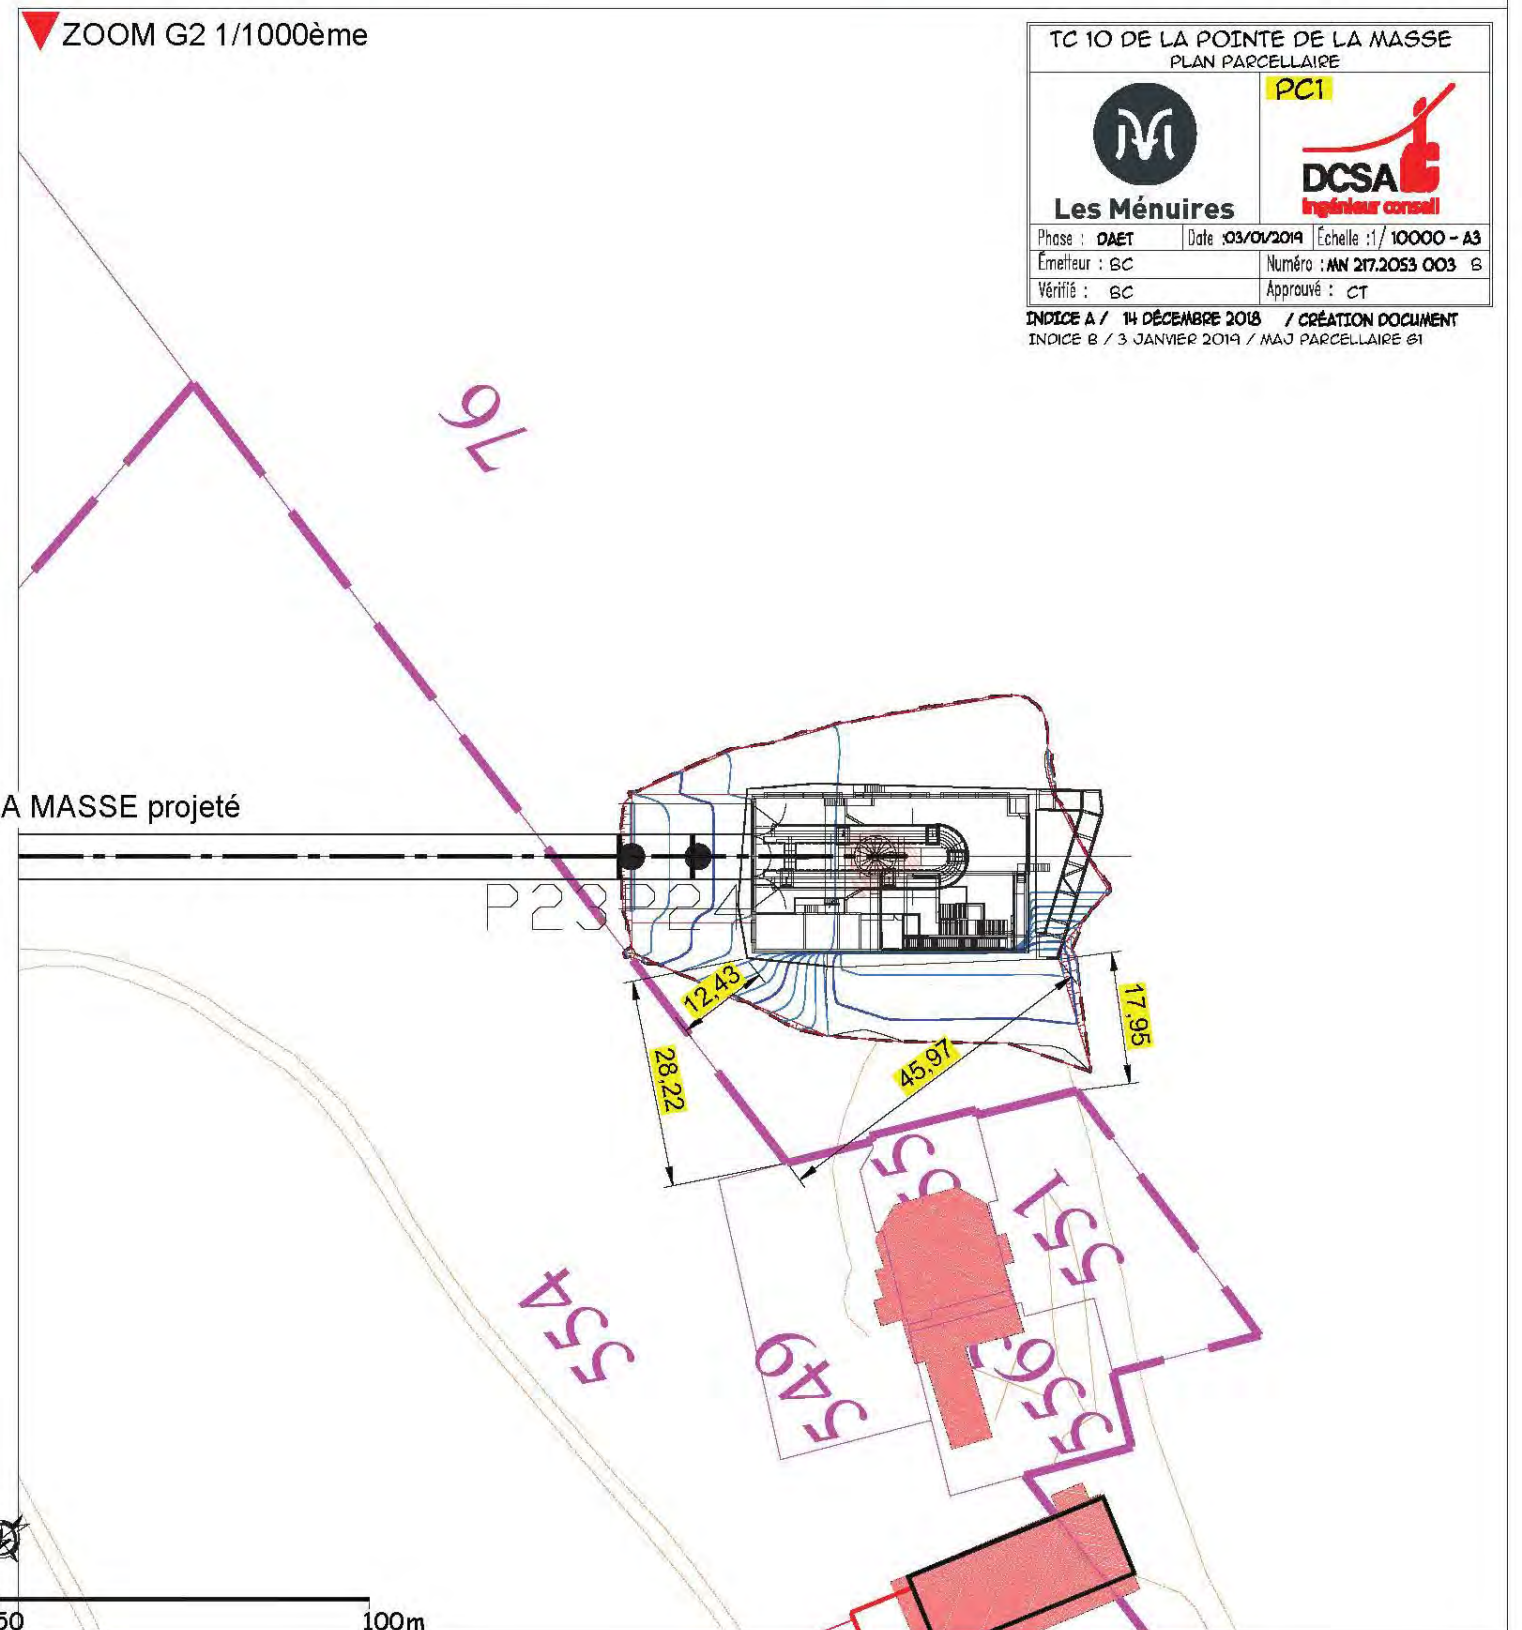 ZOOM G2 1/1000ème
TC 10 DE LA POINTE DE LA MASSE
PLAN PARCELLAIRE
PC1
Les Ménuires
DCSA
Ingénieur conseil
Phase : DAET
Date :03/01/2019
Échelle :1/ 10000 - A3
Émetteur : BC
Numéro : MN 217.2053 003 B
Vérifié : BC
Approuvé : CT
INDICE A / 14 DÉCEMBRE 2018 / CRÉATION DOCUMENT
INDICE B / 3 JANVIER 2019 / MAJ PARCELLAIRE G1
76
A MASSE projeté
P23
P24
12,43
28,22
45,97
17,95
551
554
549
100m